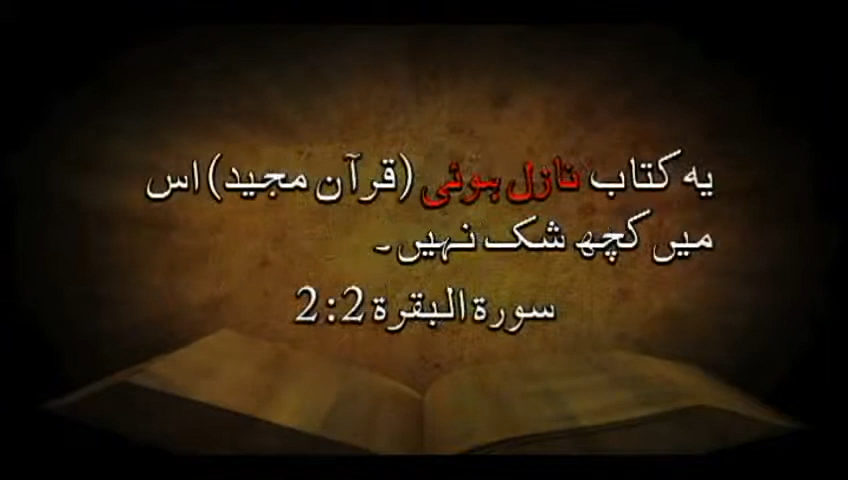 یہ کتاب نازل ہوئی (قرآن مجید) اس
میں کچھ شک نہیں۔
سورۃ البقرۃ 2:2